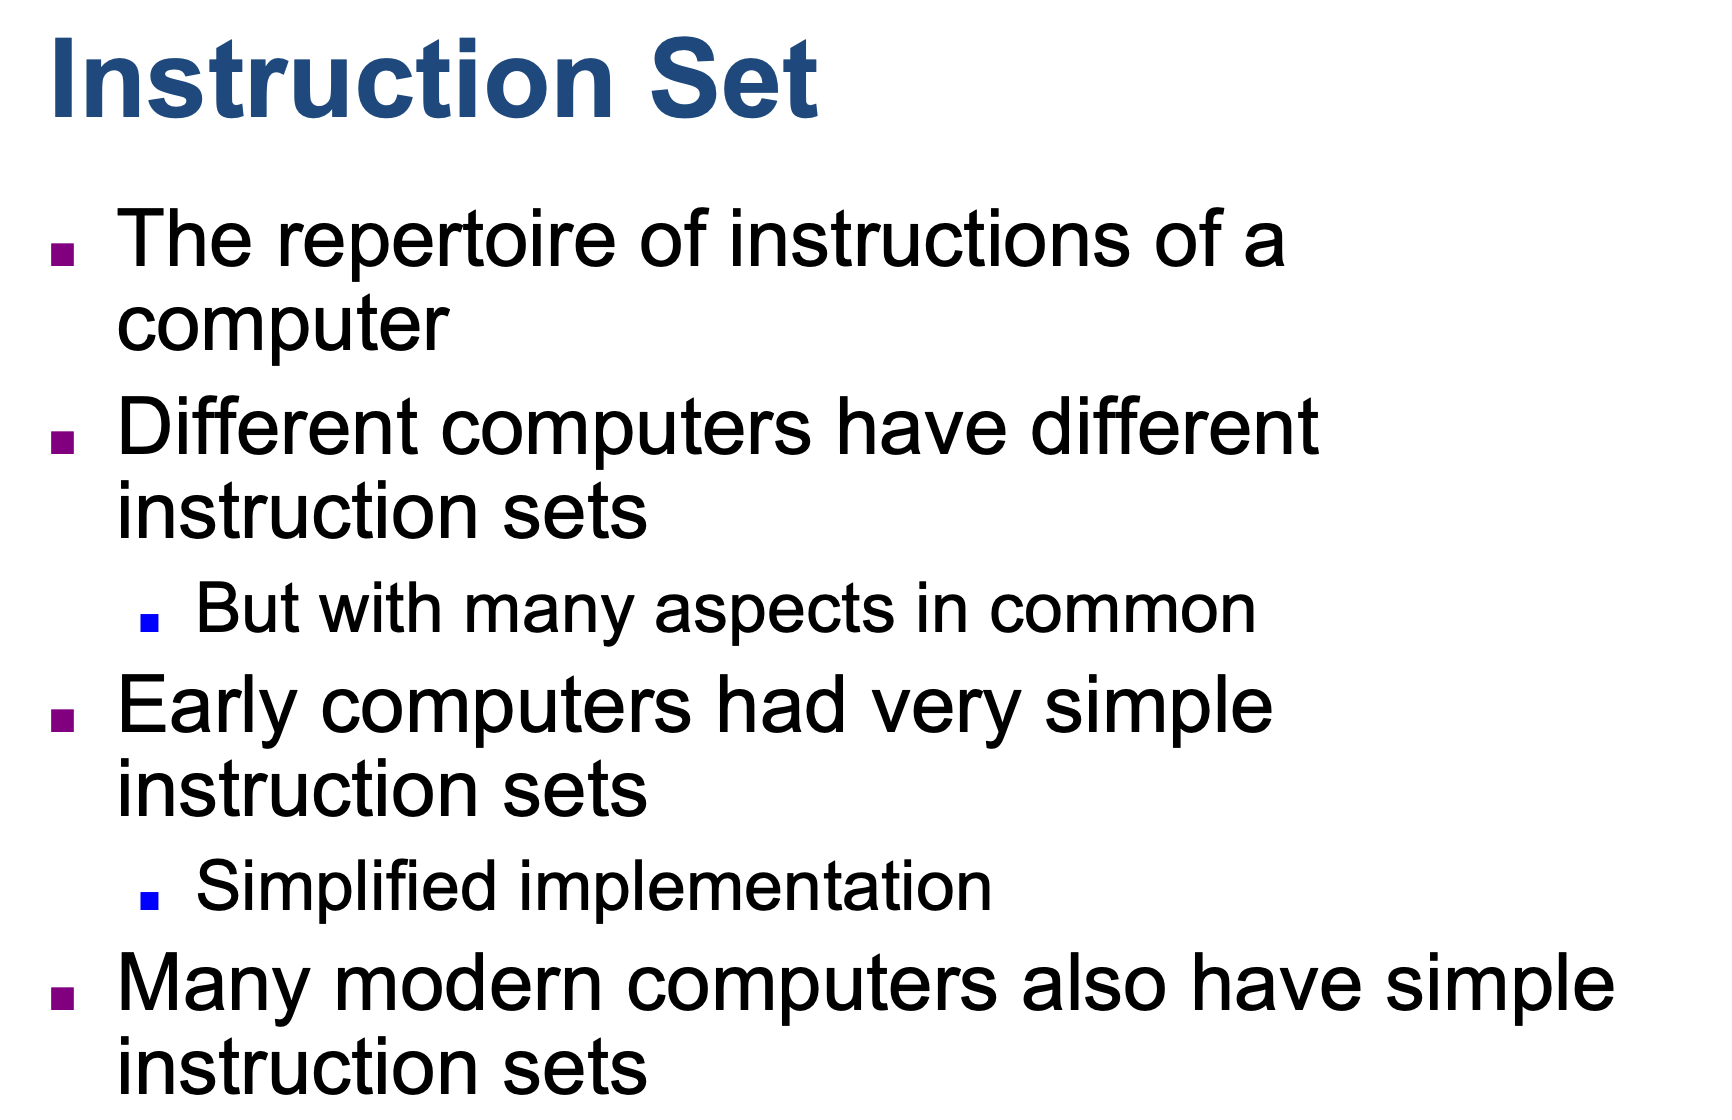 Instruction Set
The repertoire of instructions of a
computer
Different computers have different
instruction sets
But with many aspects in common
Early computers had very simple
instruction sets
Simplified implementation
Many modern computers also have simple
instruction sets